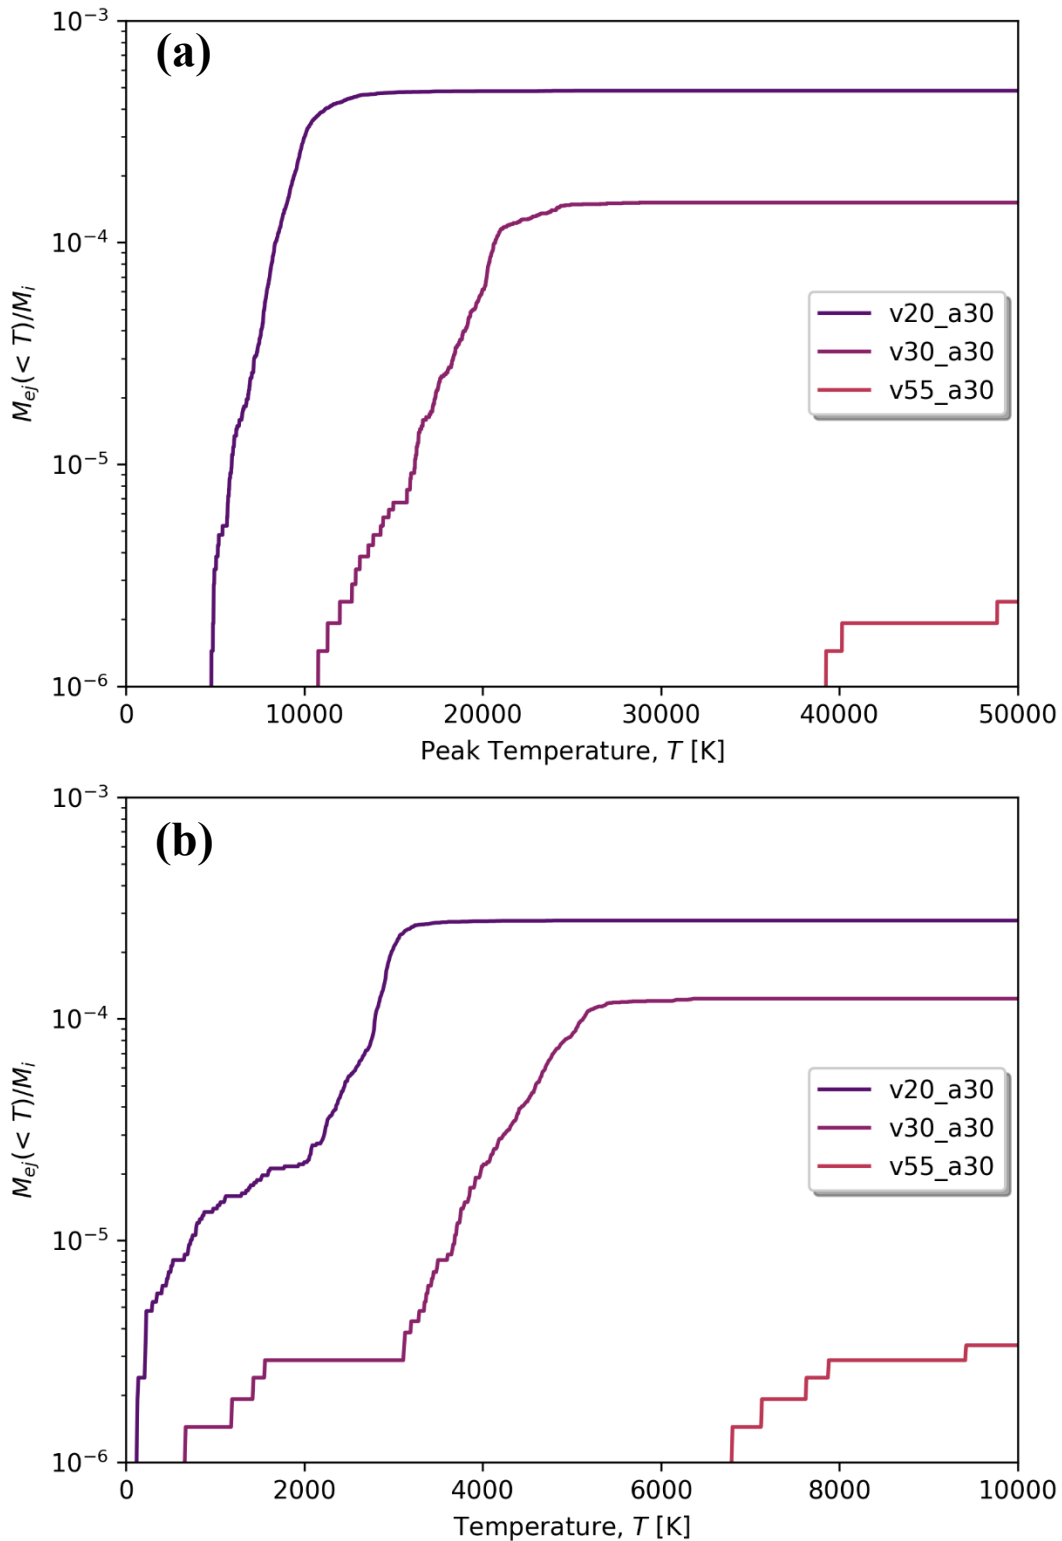 (a)
10⁻³
10⁻⁴
10⁻⁵
10⁻⁶
M_ej(< T)/M_i
v20_a30
v30_a30
v55_a30
0 10000 20000 30000 40000 50000
Peak Temperature, T [K]
(b)
10⁻³
10⁻⁴
10⁻⁵
10⁻⁶
M_ej(< T)/M_i
v20_a30
v30_a30
v55_a30
0 2000 4000 6000 8000 10000
Temperature, T [K]